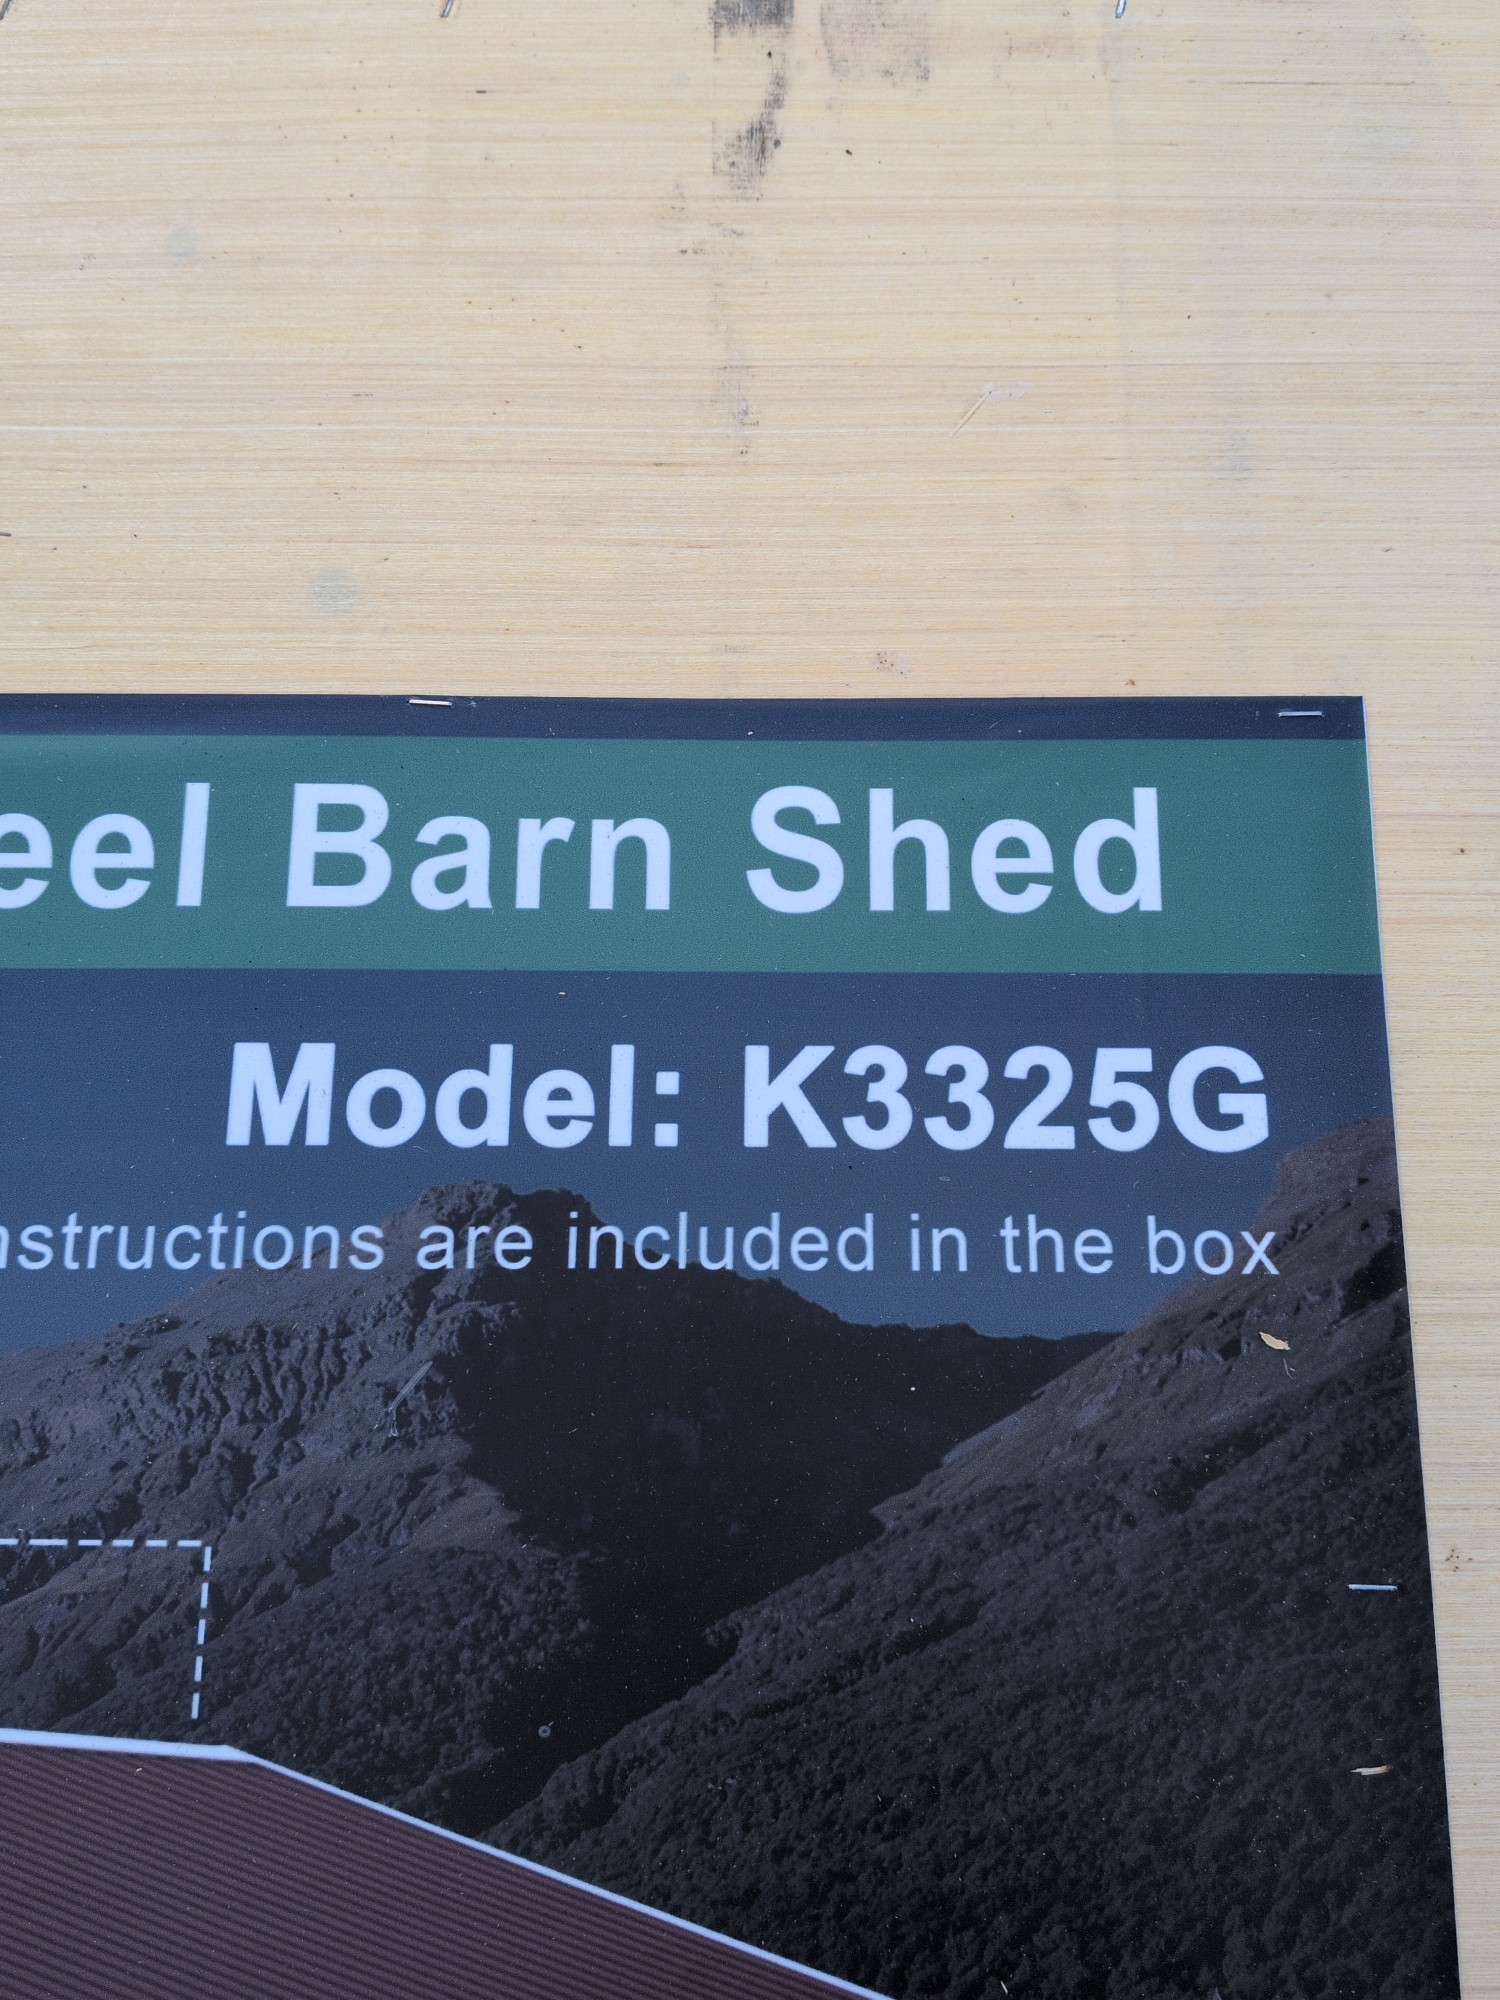 eel Barn Shed
Model: K3325G
nstructions are included in the box